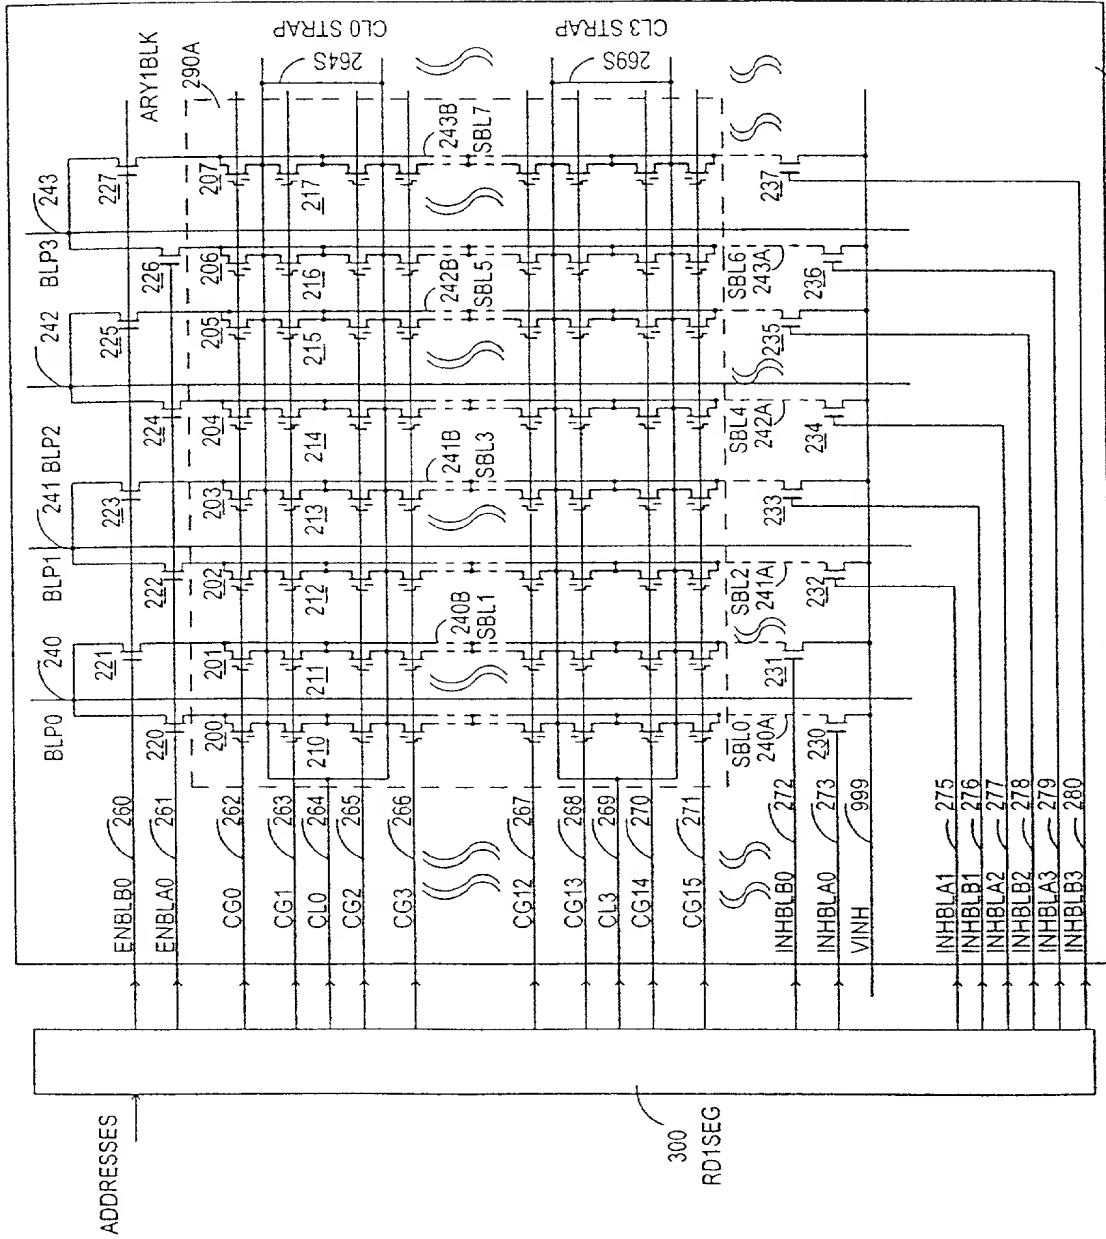 ADDRESSES
300
RD1SEG
ENBLB0 260
ENBLA0 261
CG0 262
CG1 263
CL0 264
CG2 265
CG3 266
CG12 267
CG13 268
CL3 269
CG14 270
CG15 271
INHBLB0 272
INHBLA0 273
VINH 999
INHBLA1 275
INHBLB1 276
INHBLA2 277
INHBLB2 278
INHBLA3 279
INHBLB3 280
BLP0 240
BLP1 241
BLP2 242
BLP3 243
220 221 222 223 224 225 226 227
200 201 202 203 204 205 206 207
210 211 212 213 214 215 216 217
240B
SBL1
241B
SBL3
242B
SBL5
243B
SBL7
SBL0
240A
SBL2
241A
SBL4
242A
SBL6
243A
230 231 232 233 234 235 236 237
ARY1BLK
290A
264S
CL0 STRAP
269S
CL3 STRAP